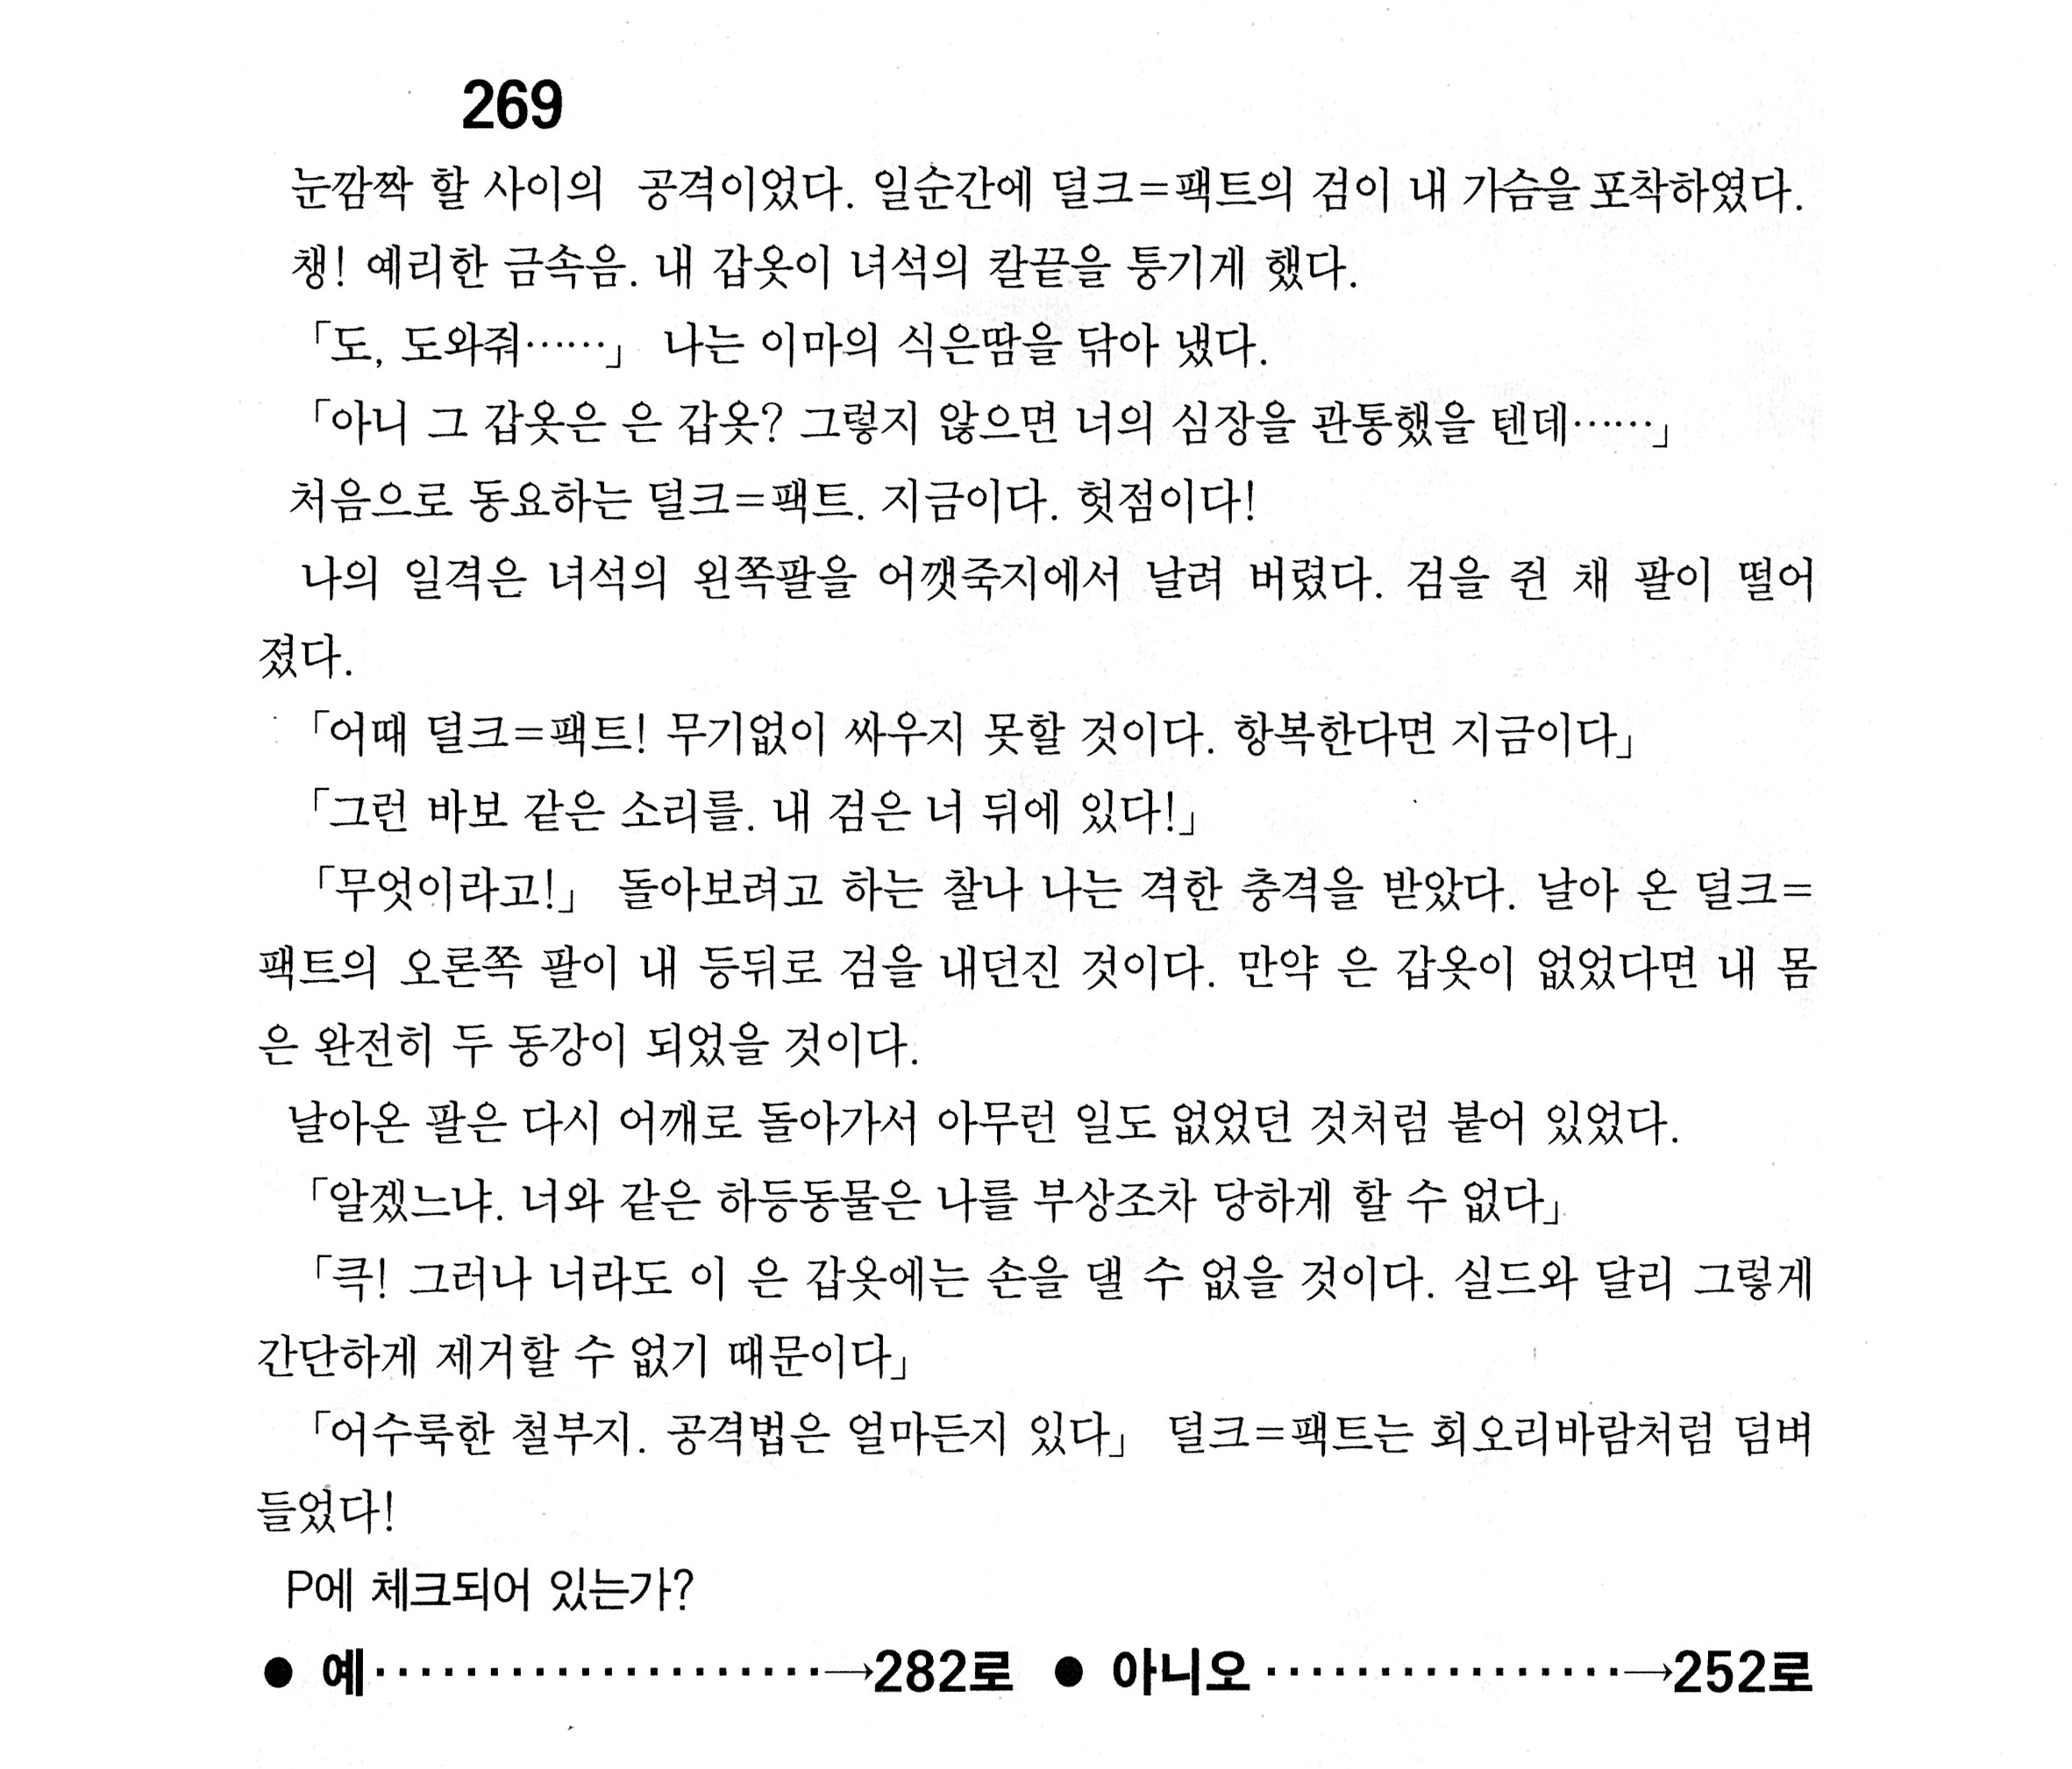 269
눈깜짝 할 사이의 공격이었다. 일순간에 덜크=팩트의 검이 내 가슴을 포착하였다.
챙! 예리한 금속음. 내 갑옷이 녀석의 칼끝을 퉁기게 했다.
「도, 도와줘……」 나는 이마의 식은땀을 닦아 냈다.
「아니 그 갑옷은 은 갑옷? 그렇지 않으면 너의 심장을 관통했을 텐데……」
처음으로 동요하는 덜크=팩트. 지금이다. 헛점이다!
나의 일격은 녀석의 왼쪽팔을 어깻죽지에서 날려 버렸다. 검을 쥔 채 팔이 떨어
졌다.
「어때 덜크=팩트! 무기없이 싸우지 못할 것이다. 항복한다면 지금이다」
「그런 바보 같은 소리를. 내 검은 너 뒤에 있다!」
「무엇이라고!」 돌아보려고 하는 찰나 나는 격한 충격을 받았다. 날아 온 덜크=
팩트의 오른쪽 팔이 내 등뒤로 검을 내던진 것이다. 만약 은 갑옷이 없었다면 내 몸
은 완전히 두 동강이 되었을 것이다.
날아온 팔은 다시 어깨로 돌아가서 아무런 일도 없었던 것처럼 붙어 있었다.
「알겠느냐. 너와 같은 하등동물은 나를 부상조차 당하게 할 수 없다」
「큭! 그러나 너라도 이 은 갑옷에는 손을 댈 수 없을 것이다. 실드와 달리 그렇게
간단하게 제거할 수 없기 때문이다」
「어수룩한 철부지. 공격법은 얼마든지 있다」 덜크=팩트는 회오리바람처럼 덤벼
들었다!
P에 체크되어 있는가?
● 예····················→282로 ● 아니오················→252로